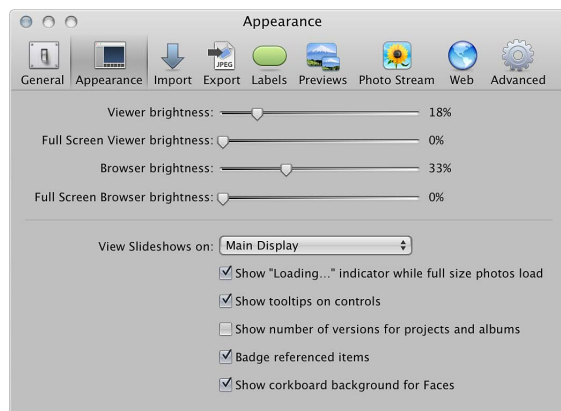 Appearance
JPEG
General Appearance Import Export Labels Previews Photo Stream Web Advanced
Viewer brightness: 18%
Full Screen Viewer brightness: 0%
Browser brightness: 33%
Full Screen Browser brightness: 0%
View Slideshows on: Main Display
Show "Loading..." indicator while full size photos load
Show tooltips on controls
Show number of versions for projects and albums
Badge referenced items
Show corkboard background for Faces